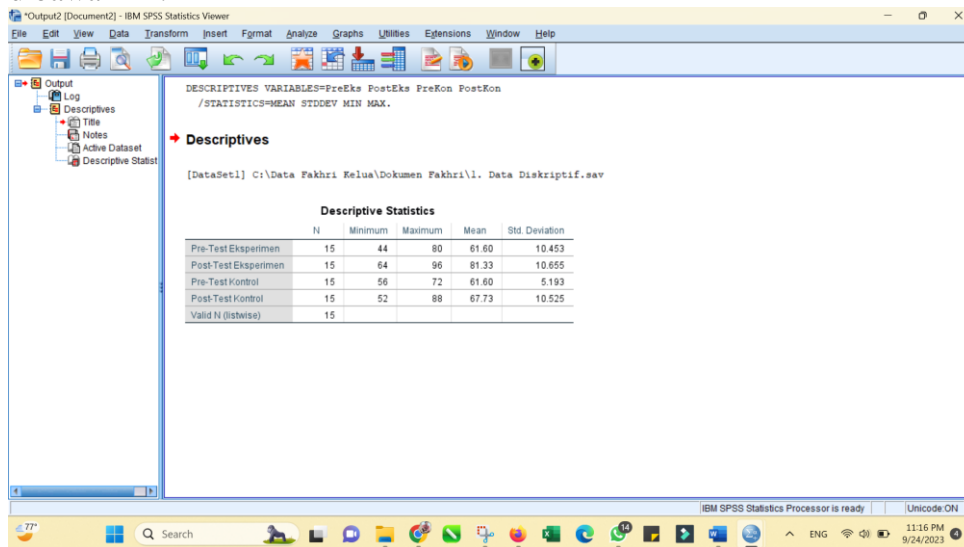 *Output2 [Document2] - IBM SPSS Statistics Viewer
File Edit View Data Transform Insert Format Analyze Graphs Utilities Extensions Window Help
Output
Log
Descriptives
Title
Notes
Active Dataset
Descriptive Statist
DESCRIPTIVES VARIABLES=PreEks PostEks PreKon PostKon
/STATISTICS=MEAN STDDEV MIN MAX.
Descriptives
[DataSet1] C:\Data Fakhri Kelua\Dokumen Fakhri\1. Data Diskriptif.sav
Descriptive Statistics
N Minimum Maximum Mean Std. Deviation
Pre-Test Eksperimen 15 44 80 61.60 10.453
Post-Test Eksperimen 15 64 96 81.33 10.655
Pre-Test Kontrol 15 56 72 61.60 5.193
Post-Test Kontrol 15 52 88 67.73 10.525
Valid N (listwise) 15
IBM SPSS Statistics Processor is ready Unicode:ON
77°
Search
ENG
11:16 PM
9/24/2023
4